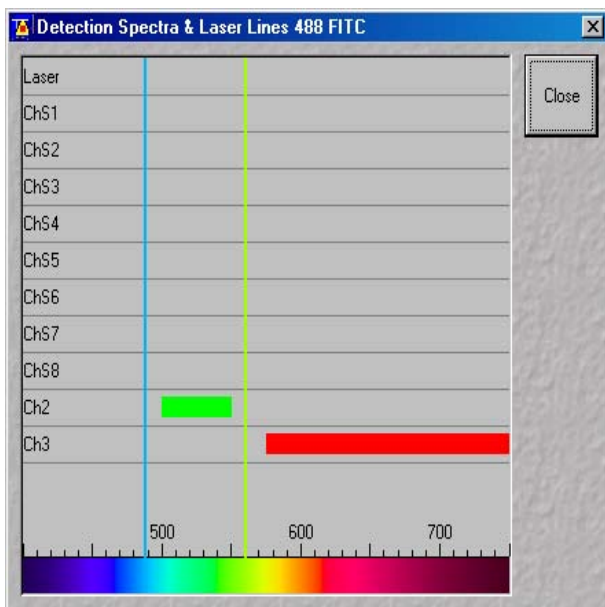 Detection Spectra & Laser Lines 488 FITC
Close
Laser
ChS1
ChS2
ChS3
ChS4
ChS5
ChS6
ChS7
ChS8
Ch2
Ch3
500 600 700